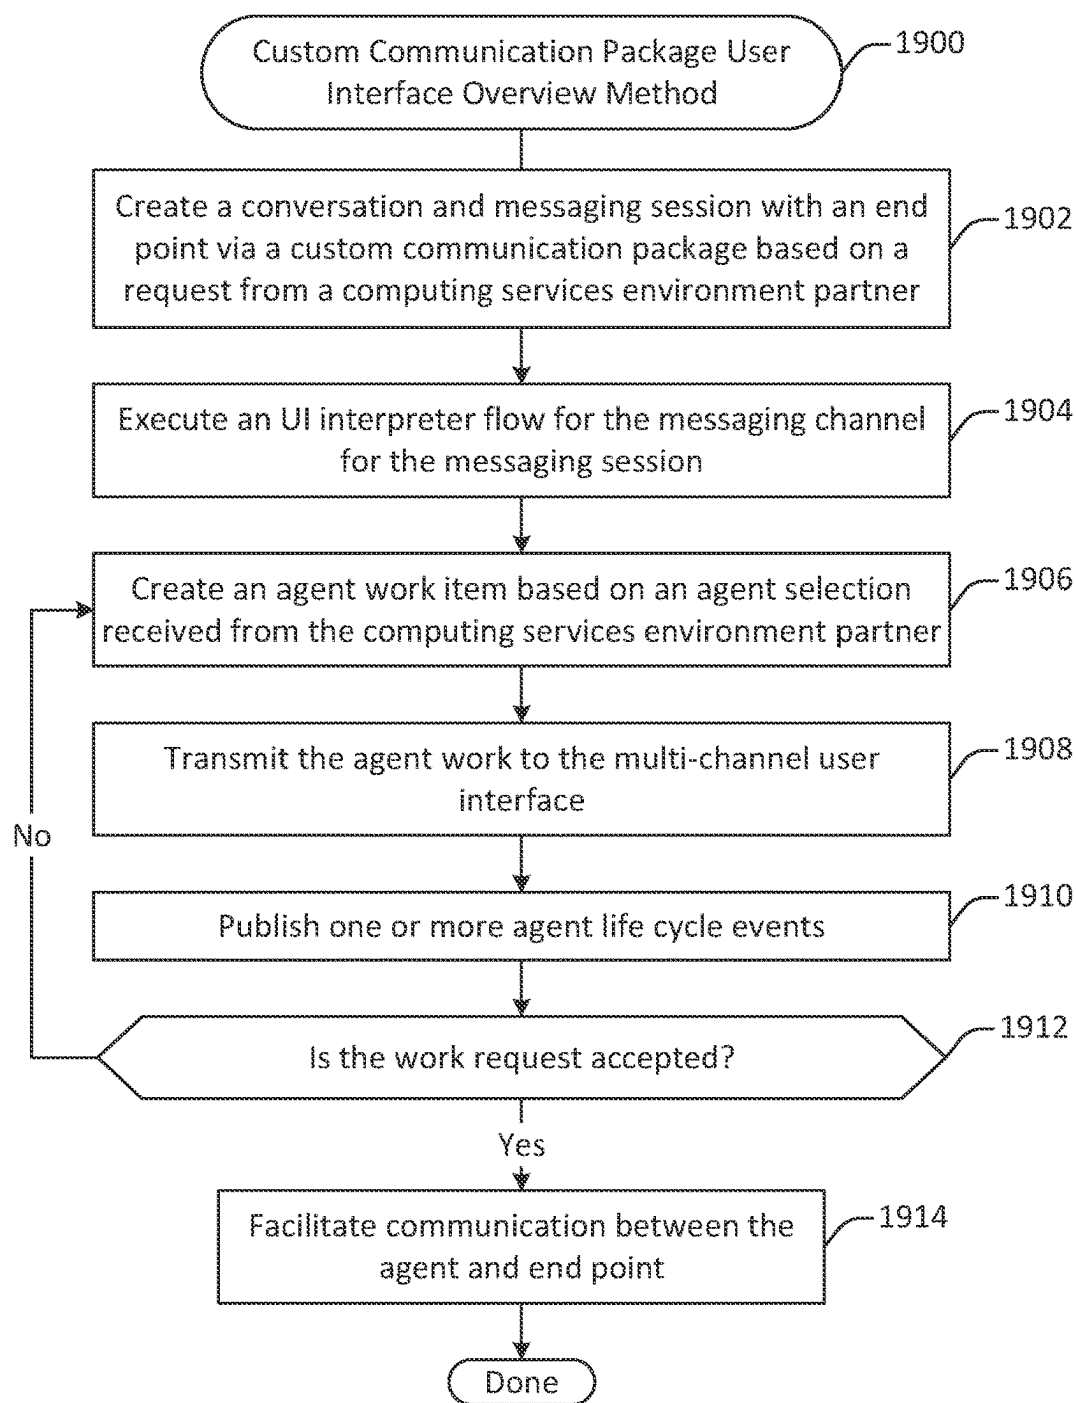 Custom Communication Package User
Interface Overview Method
1900
Create a conversation and messaging session with an end
point via a custom communication package based on a
request from a computing services environment partner
1902
Execute an UI interpreter flow for the messaging channel
for the messaging session
1904
Create an agent work item based on an agent selection
received from the computing services environment partner
1906
Transmit the agent work to the multi-channel user
interface
1908
No
Publish one or more agent life cycle events
1910
Is the work request accepted?
1912
Yes
Facilitate communication between the
agent and end point
1914
Done